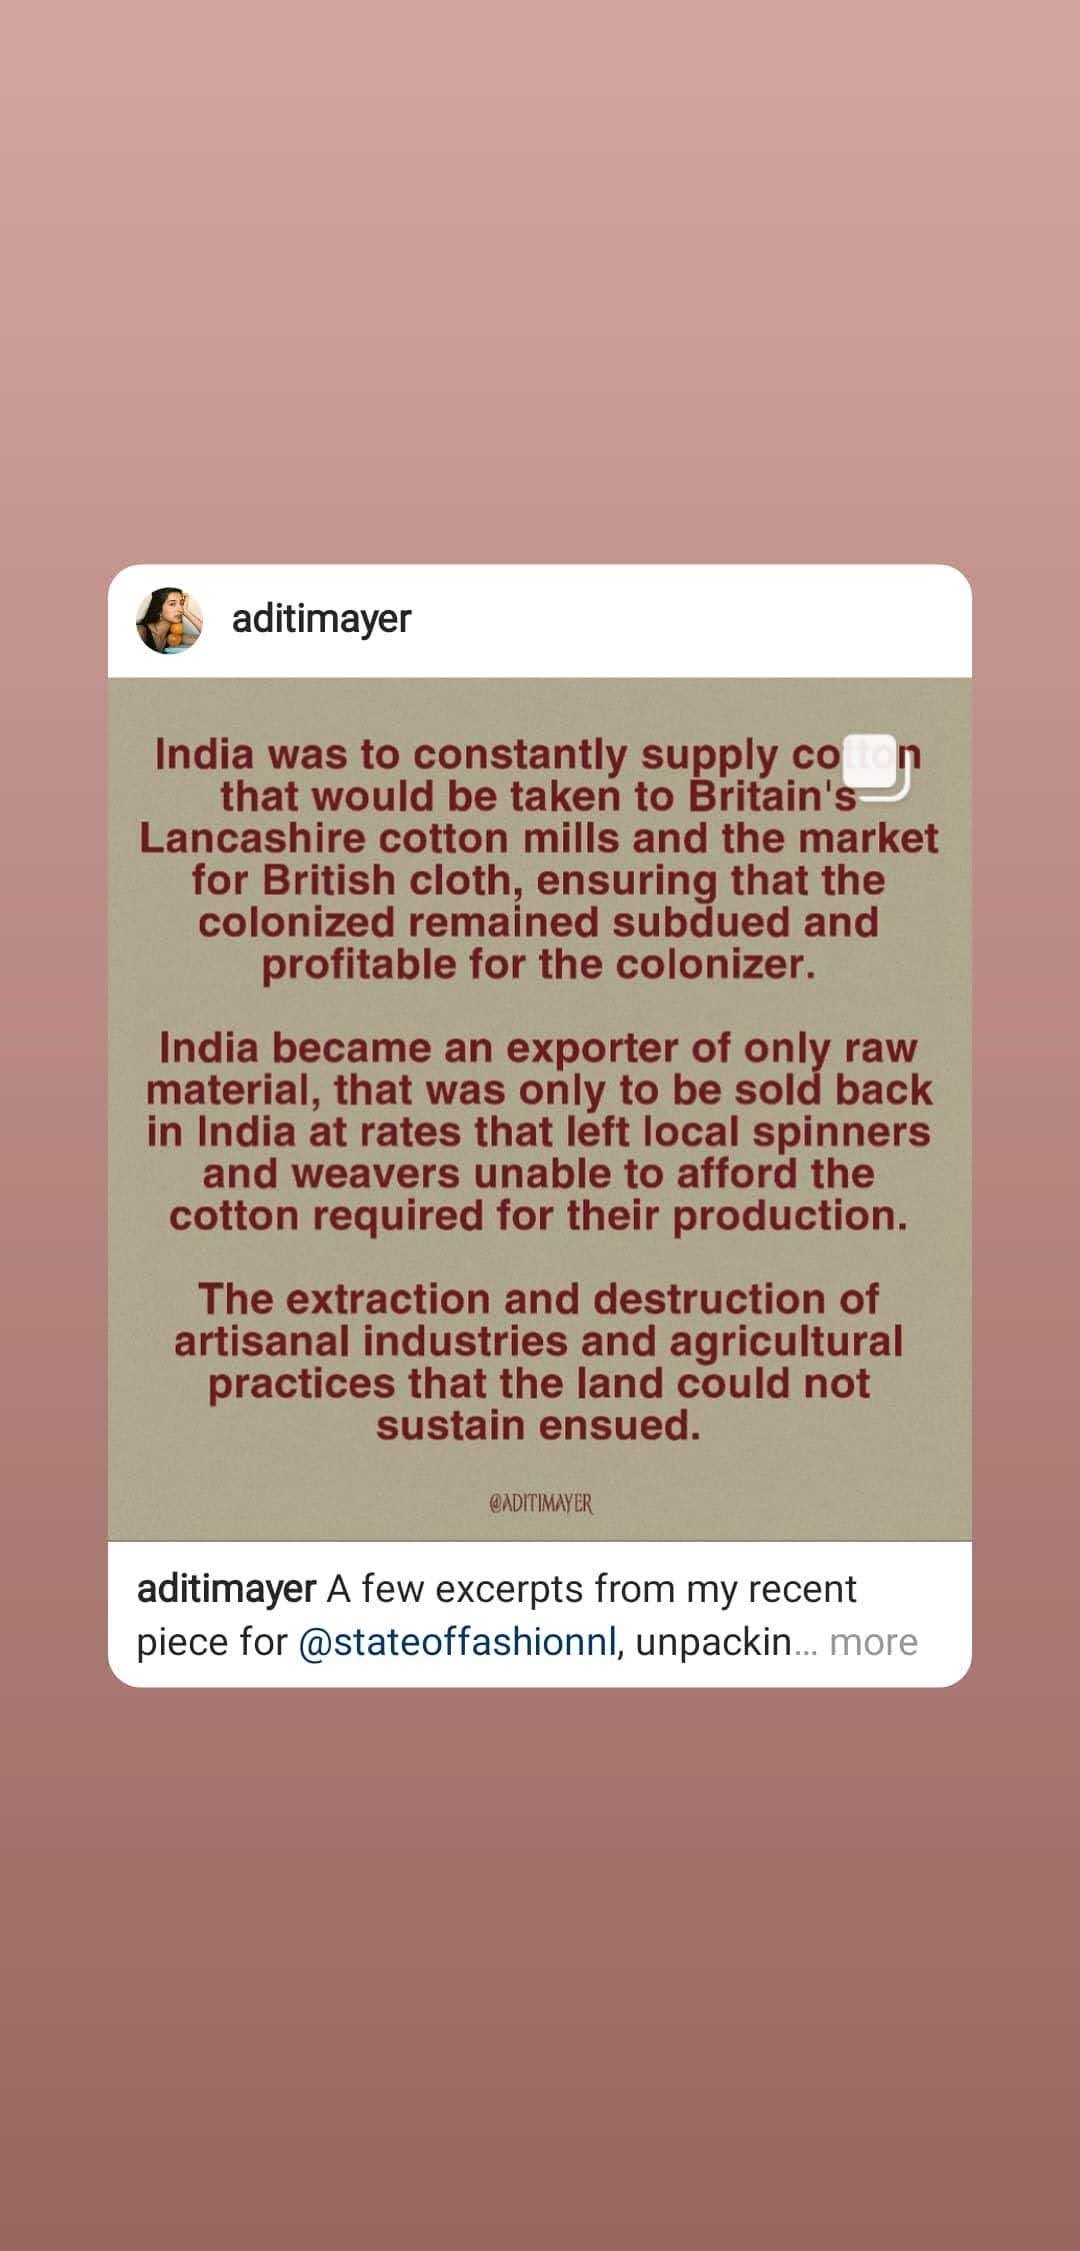 aditimayer
India was to constantly supply cotton
that would be taken to Britain's
Lancashire cotton mills and the market
for British cloth, ensuring that the
colonized remained subdued and
profitable for the colonizer.
India became an exporter of only raw
material, that was only to be sold back
in India at rates that left local spinners
and weavers unable to afford the
cotton required for their production.
The extraction and destruction of
artisanal industries and agricultural
practices that the land could not
sustain ensued.
@ADITIMAYER
aditimayer A few excerpts from my recent
piece for @stateoffashionnl, unpackin... more